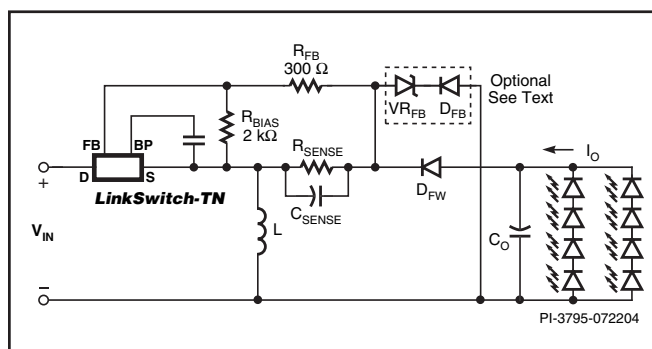 R_FB
300 Ω
Optional
See Text
VR_FB
D_FB
FB
BP
R_BIAS
2 kΩ
R_SENSE
I_O
D
S
+
LinkSwitch-TN
D_FW
C_SENSE
V_IN
L
C_O
–
PI-3795-072204